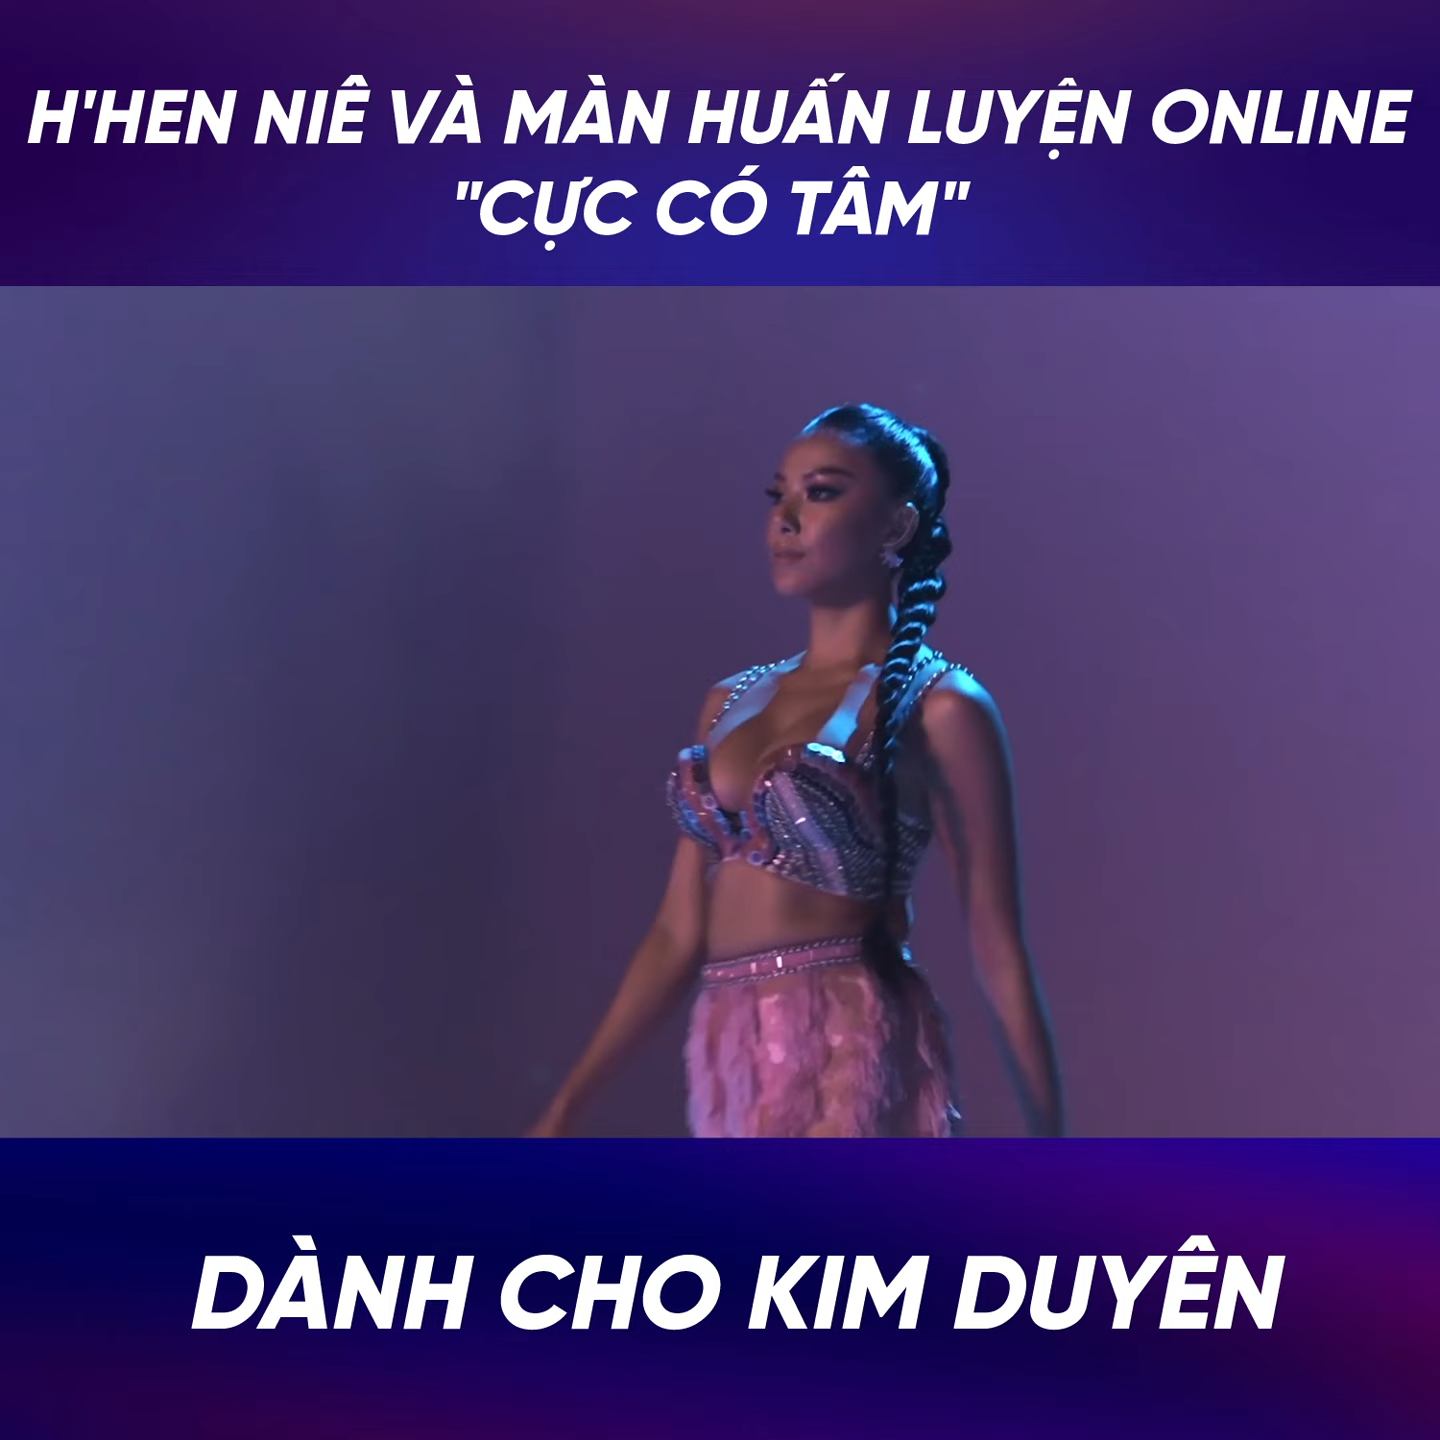 H'HEN NIÊ VÀ MÀN HUẤN LUYỆN ONLINE
"CỰC CÓ TÂM"
DÀNH CHO KIM DUYÊN